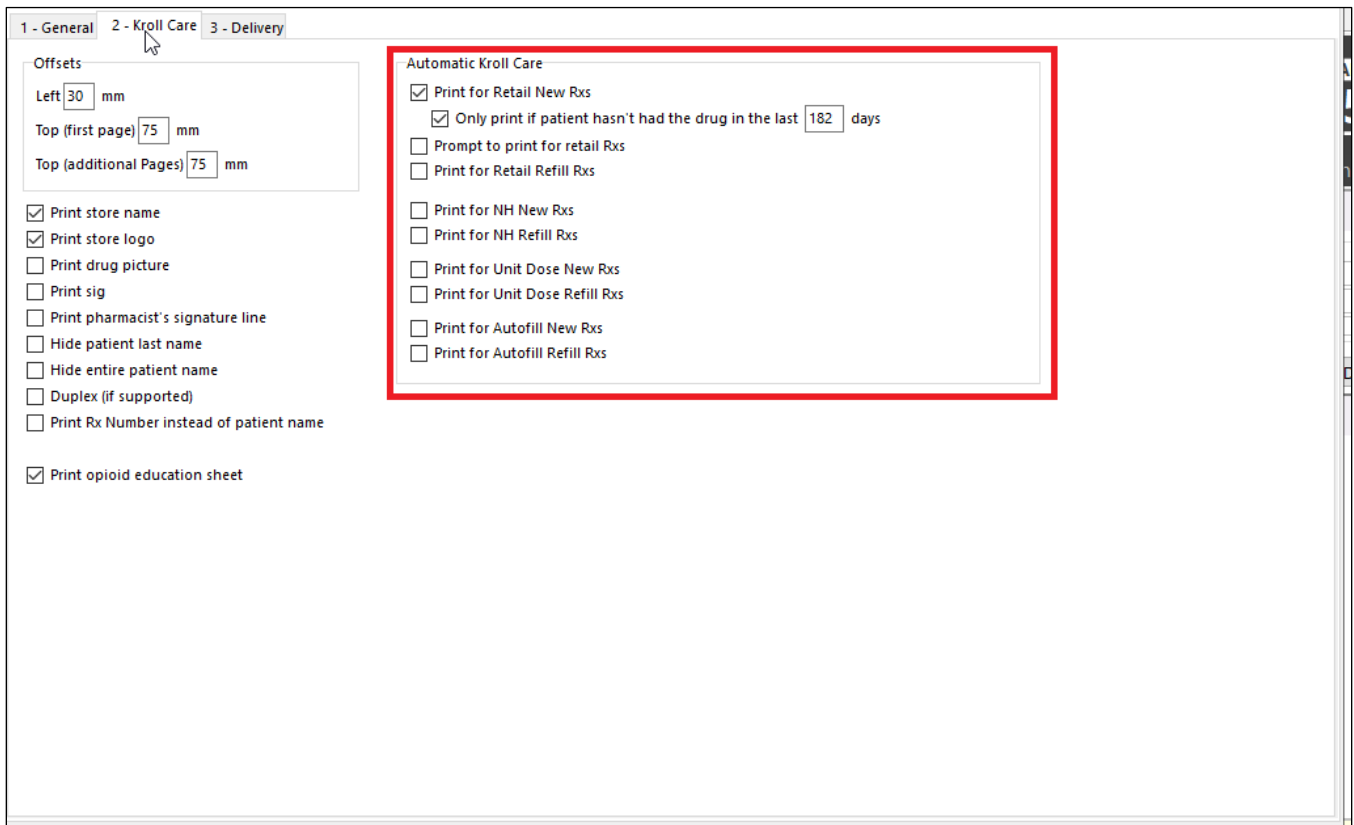 1 - General 2 - Kroll Care 3 - Delivery
Offsets
Left 30 mm
Top (first page) 75 mm
Top (additional Pages) 75 mm
Print store name
Print store logo
Print drug picture
Print sig
Print pharmacist's signature line
Hide patient last name
Hide entire patient name
Duplex (if supported)
Print Rx Number instead of patient name
Print opioid education sheet
Automatic Kroll Care
Print for Retail New Rxs
Only print if patient hasn't had the drug in the last 182 days
Prompt to print for retail Rxs
Print for Retail Refill Rxs
Print for NH New Rxs
Print for NH Refill Rxs
Print for Unit Dose New Rxs
Print for Unit Dose Refill Rxs
Print for Autofill New Rxs
Print for Autofill Refill Rxs